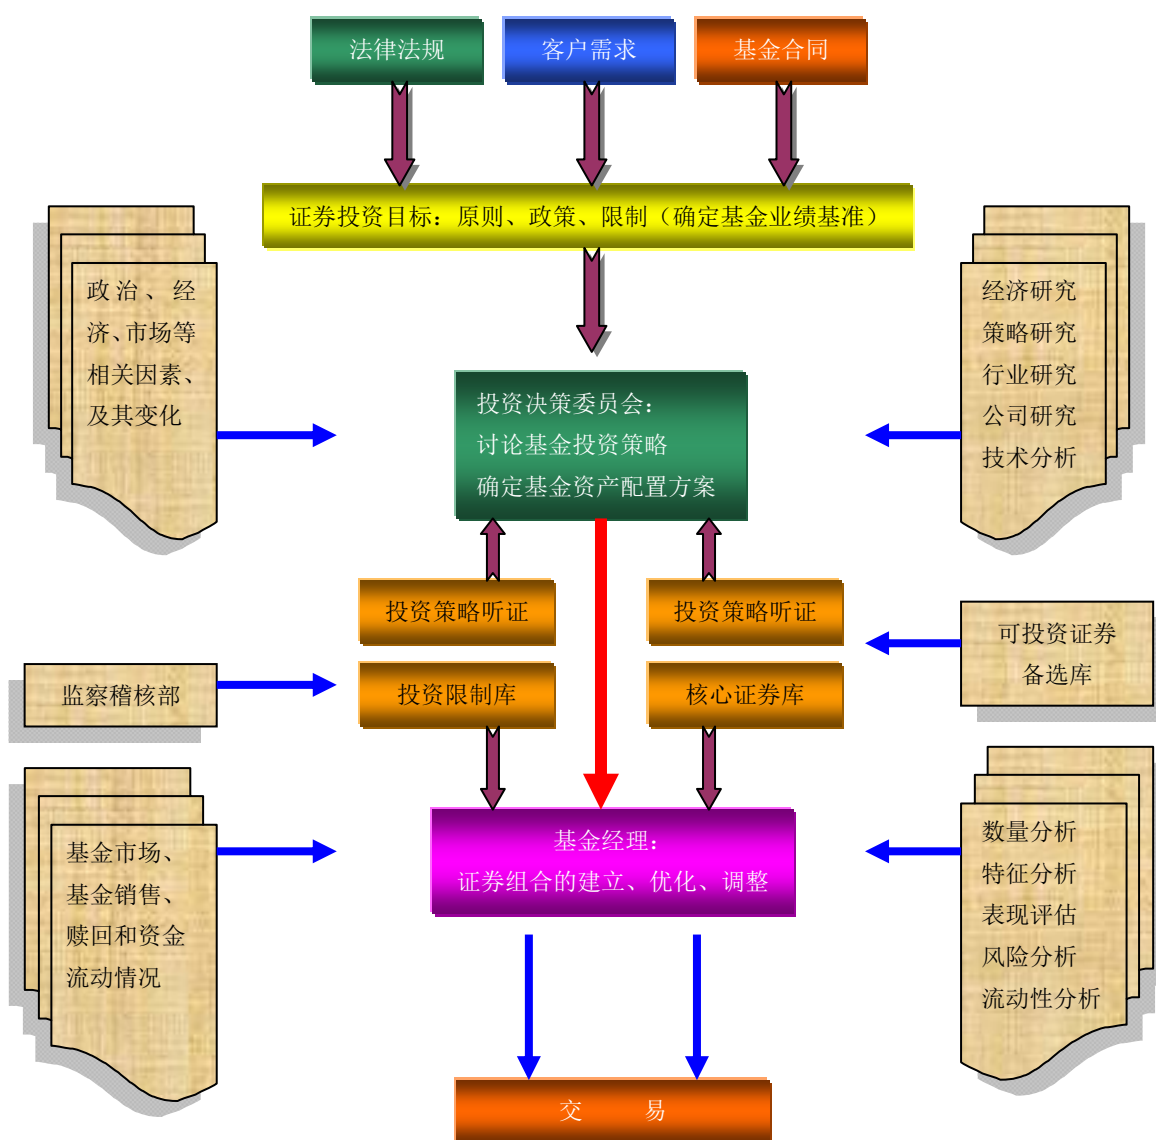 法律法规
客户需求
基金合同
证券投资目标：原则、政策、限制（确定基金业绩基准）
政治、经
济、市场等
相关因素、
及其变化
经济研究
策略研究
行业研究
公司研究
技术分析
投资决策委员会：
讨论基金投资策略
确定基金资产配置方案
投资策略听证
投资策略听证
可投资证券
备选库
监察稽核部
投资限制库
核心证券库
基金市场、
基金销售、
赎回和资金
流动情况
基金经理：
证券组合的建立、优化、调整
数量分析
特征分析
表现评估
风险分析
流动性分析
交 易